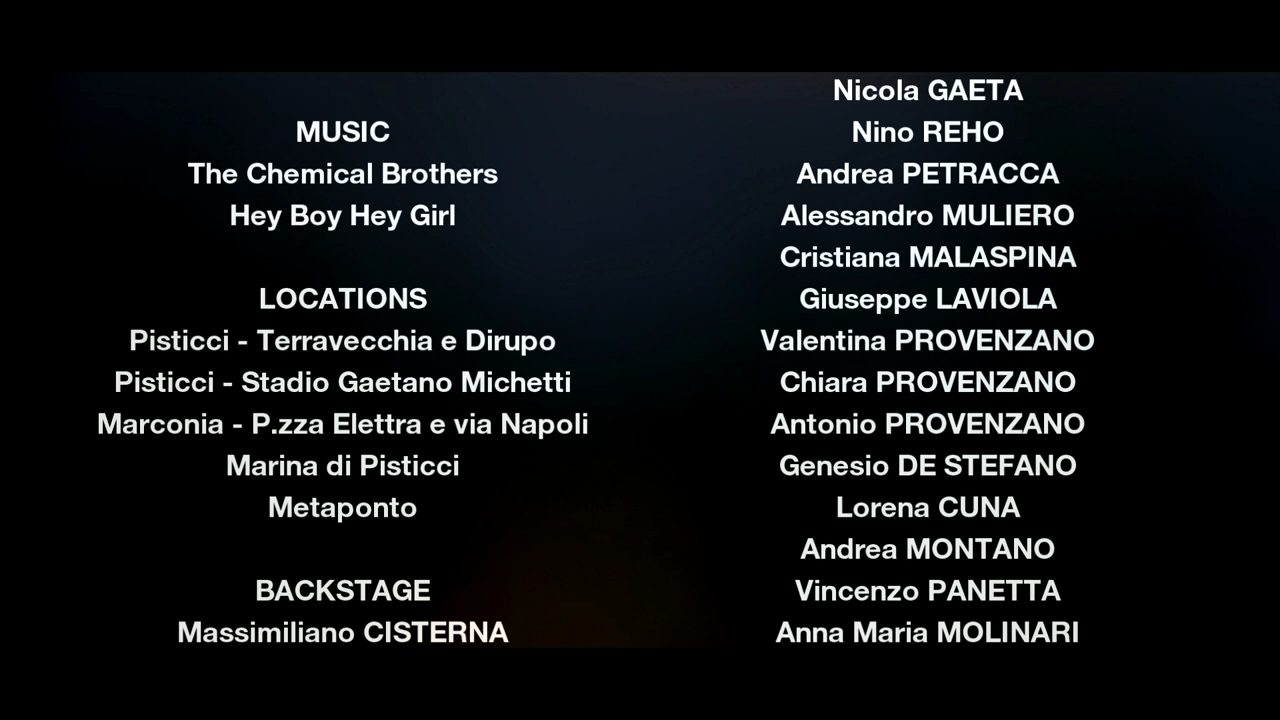 MUSIC
The Chemical Brothers
Hey Boy Hey Girl
LOCATIONS
Pisticci - Terravecchia e Dirupo
Pisticci - Stadio Gaetano Michetti
Marconia - P.zza Elettra e via Napoli
Marina di Pisticci
Metaponto
BACKSTAGE
Massimiliano CISTERNA
Nicola GAETA
Nino REHO
Andrea PETRACCA
Alessandro MULIERO
Cristiana MALASPINA
Giuseppe LAVIOLA
Valentina PROVENZANO
Chiara PROVENZANO
Antonio PROVENZANO
Genesio DE STEFANO
Lorena CUNA
Andrea MONTANO
Vincenzo PANETTA
Anna Maria MOLINARI